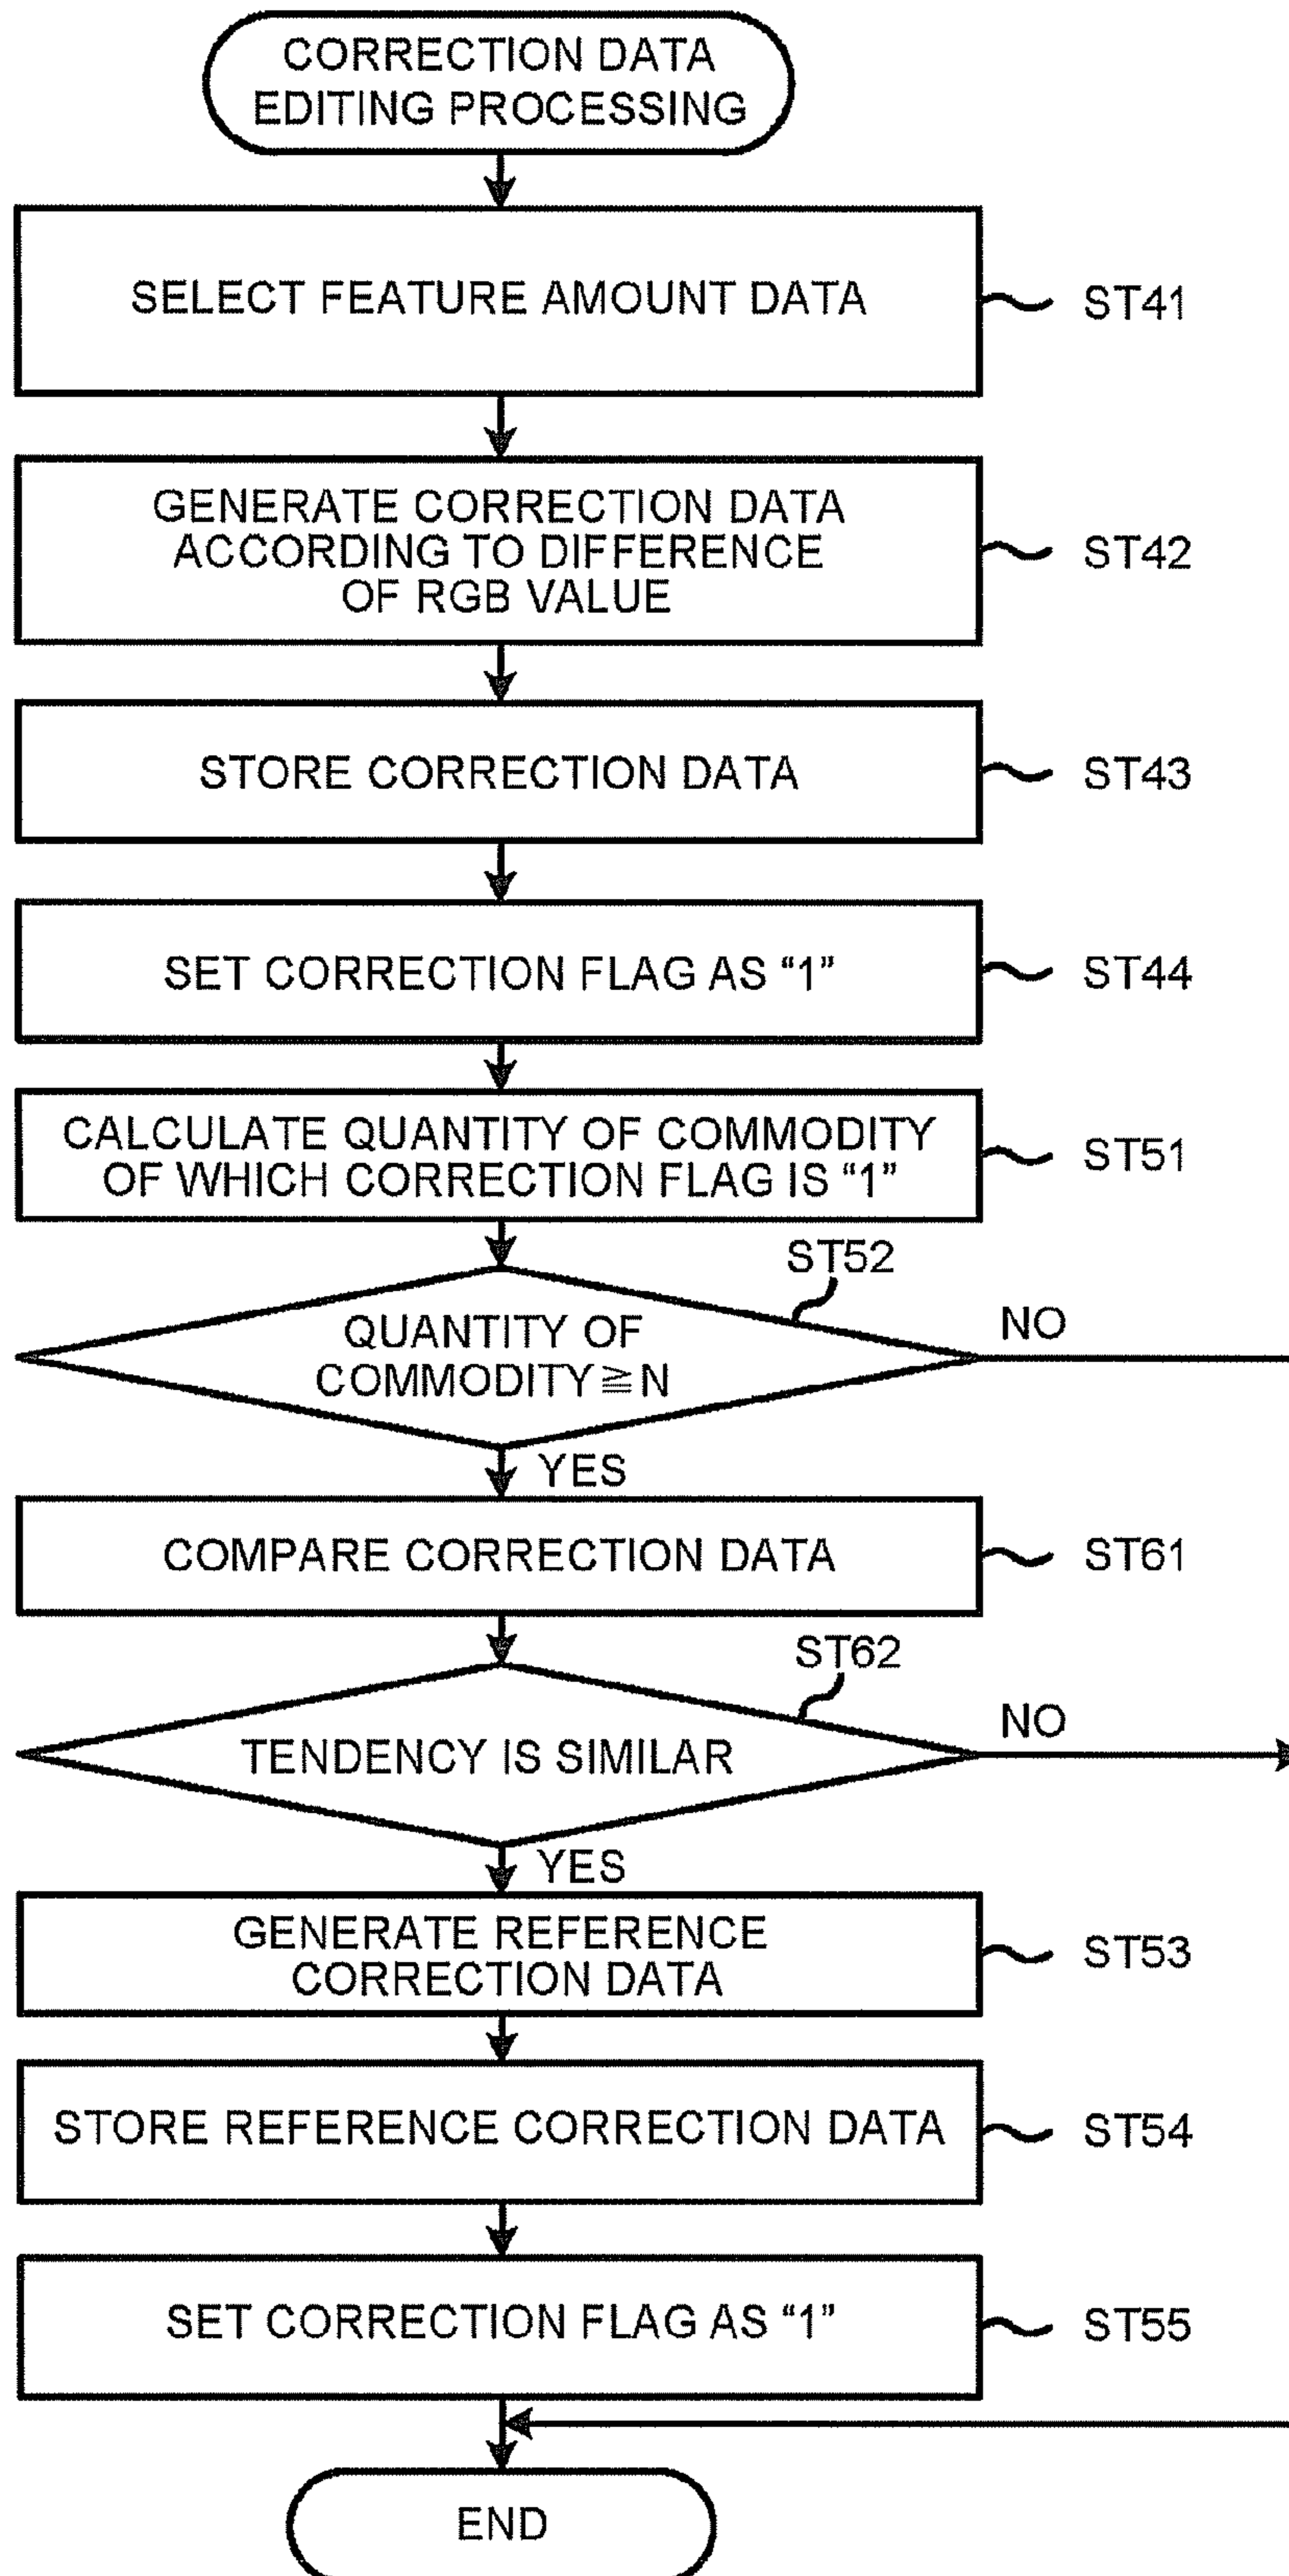 CORRECTION DATA
EDITING PROCESSING
SELECT FEATURE AMOUNT DATA
ST41
GENERATE CORRECTION DATA
ACCORDING TO DIFFERENCE
OF RGB VALUE
ST42
STORE CORRECTION DATA
ST43
SET CORRECTION FLAG AS “1”
ST44
CALCULATE QUANTITY OF COMMODITY
OF WHICH CORRECTION FLAG IS “1”
ST51
ST52
QUANTITY OF
COMMODITY≧N
NO
YES
COMPARE CORRECTION DATA
ST61
ST62
TENDENCY IS SIMILAR
NO
YES
GENERATE REFERENCE
CORRECTION DATA
ST53
STORE REFERENCE CORRECTION DATA
ST54
SET CORRECTION FLAG AS “1”
ST55
END